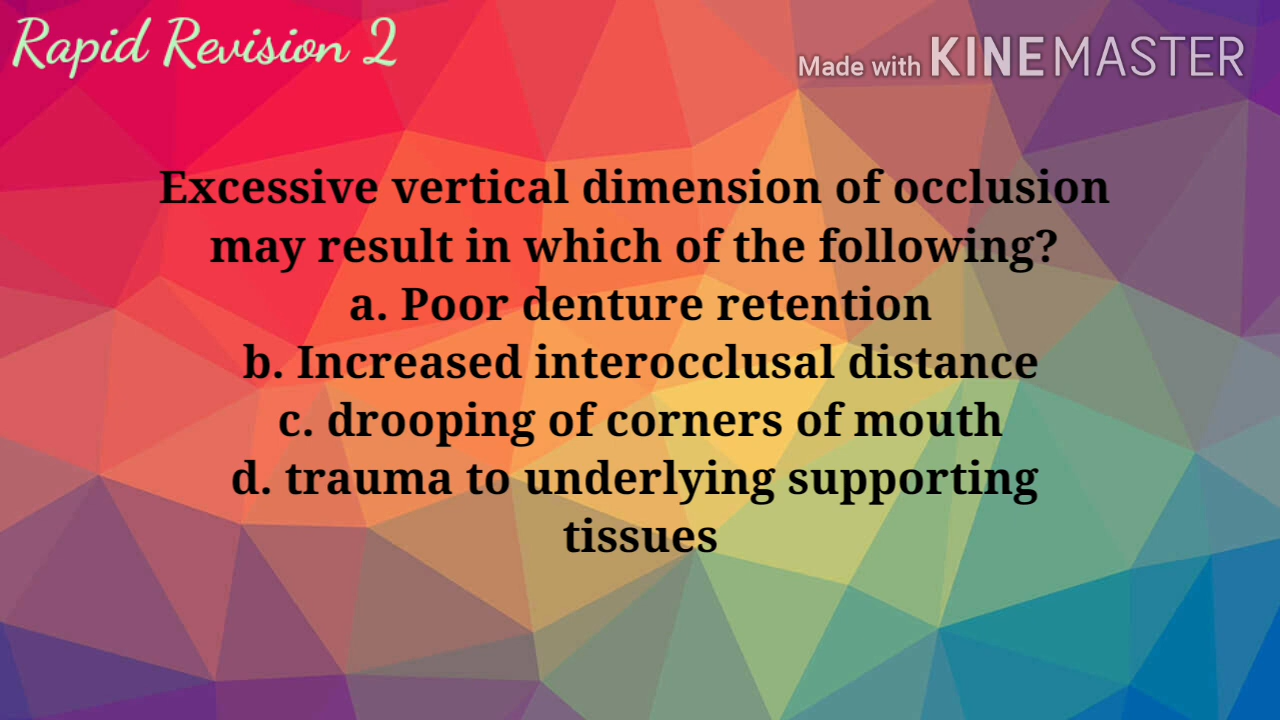 Rapid Revision 2
Made with KINEMASTER
Excessive vertical dimension of occlusion
may result in which of the following?
a. Poor denture retention
b. Increased interocclusal distance
c. drooping of corners of mouth
d. trauma to underlying supporting
tissues